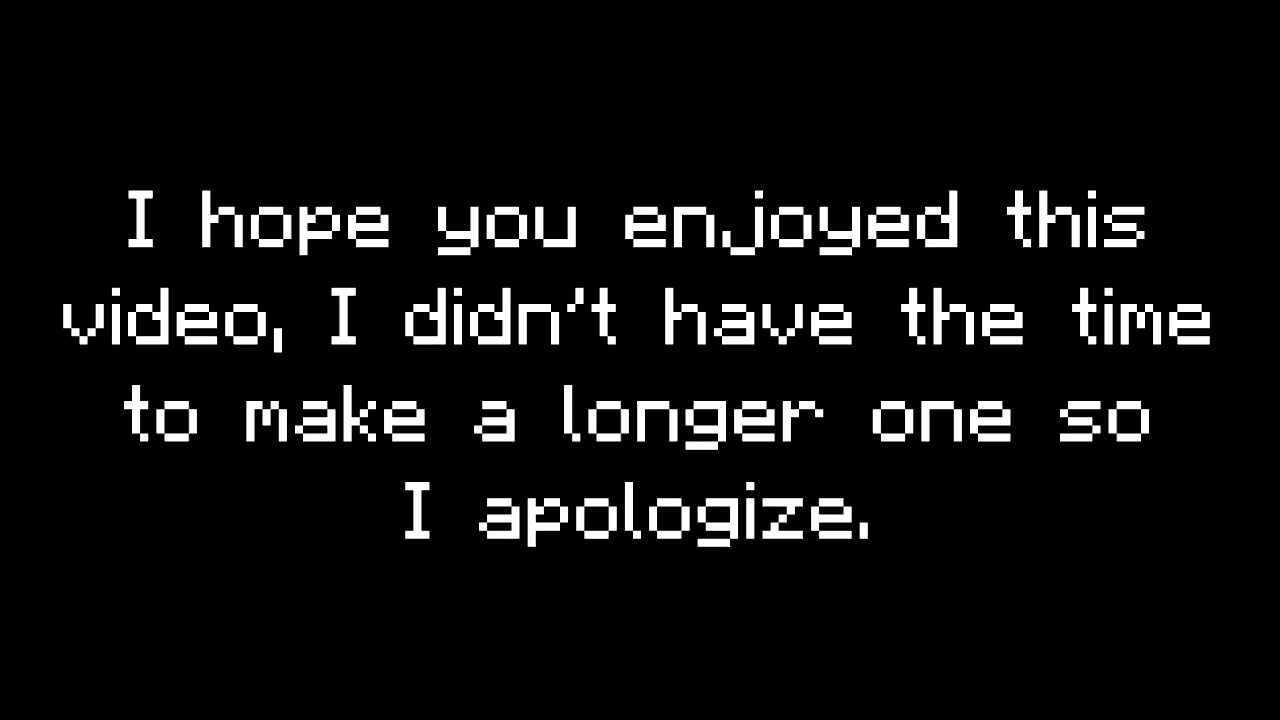 I hope you enjoyed this
video, I didn't have the time
to make a longer one so
I apologize.